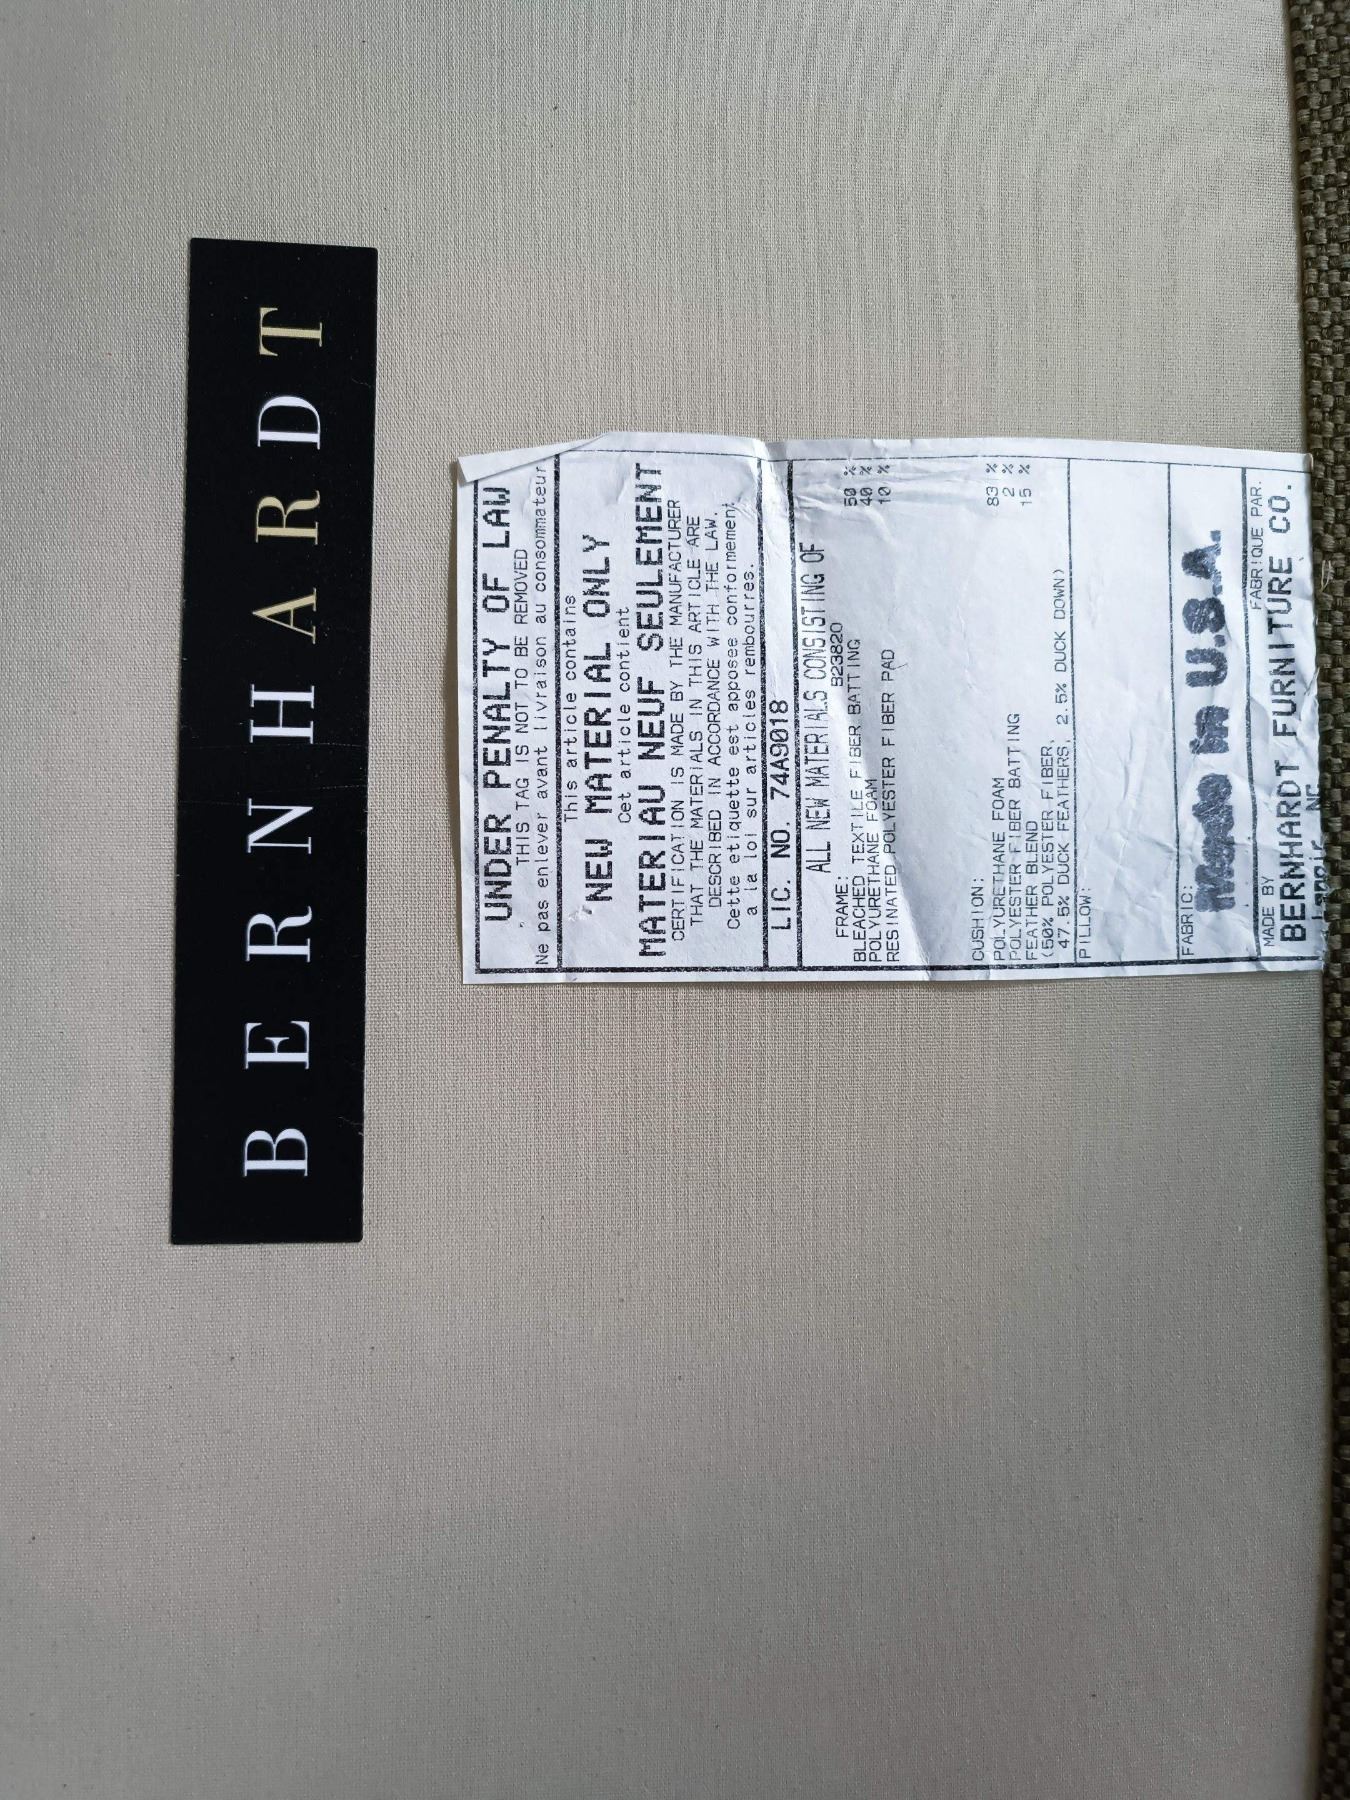 BERNHARDT
UNDER PENALTY OF LAW
THIS TAG IS NOT TO BE REMOVED
Ne pas enlever avant livraison au consommateur
This article contains
NEW MATERIAL ONLY
Cet article contient
MATERIAU NEUF SEULEMENT
CERTIFICATION IS MADE BY THE MANUFACTURER
THAT THE MATERIALS IN THIS ARTICLE ARE
DESCRIBED IN ACCORDANCE WITH THE LAW.
Cette etiquette est apposee conformement
a la loi sur articles rembourres.
LIC. NO. 74A9018
ALL NEW MATERIALS CONSISTING OF
FRAME: B23820
BLEACHED TEXTILE FIBER BATTING 50 %
POLYURETHANE FOAM 40 %
RESINATED POLYESTER FIBER PAD 10 %
CUSHION:
POLYURETHANE FOAM 83 %
POLYESTER FIBER BATTING 2 %
FEATHER BLEND 15 %
(50% POLYESTER FIBER
47.5% DUCK FEATHERS, 2.5% DUCK DOWN)
PILLOW:
FABRIC:
Made in U.S.A.
MADE BY FABRIQUE PAR.
BERNHARDT FURNITURE CO.
Lenoir NC